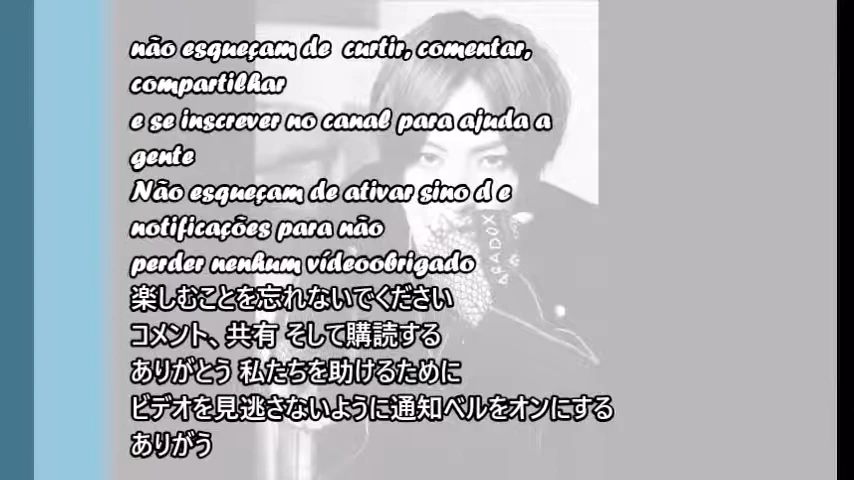 não esqueçam de curtir, comentar,
compartilhar
e se inscrever no canal para ajuda a
gente
Não esqueçam de ativar sino d e
notificações para não
perder nenhum vídeoobrigado
楽しむことを忘れないでください
コメント、共有 そして購読する
ありがとう 私たちを助けるために
ビデオを見逃さないように通知ベルをオンにする
ありがう
PARADOX